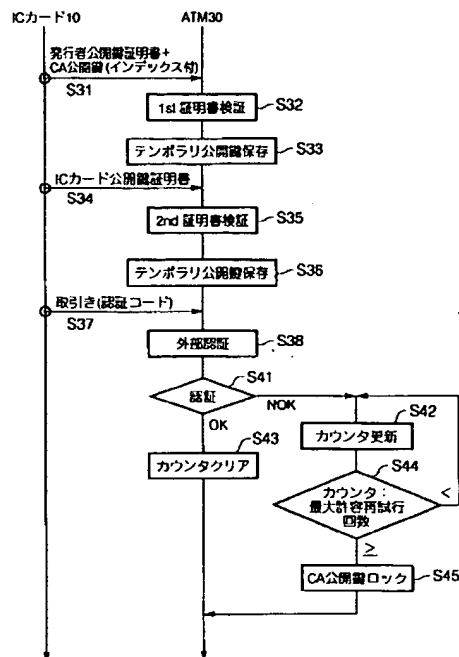 ICカード10
ATM30
発行者公開鍵証明書+
CA公開鍵(インデックス付)
S31
1st 証明書検証
S32
テンポラリ公開鍵保存
S33
ICカード公開鍵証明書
S34
2nd 証明書検証
S35
テンポラリ公開鍵保存
S36
取引き(認証コード)
S37
外部認証
S38
認証
S41
NOK
OK
カウンタ更新
S42
カウンタクリア
S43
カウンタ:
最大許容再試行
回数
S44
<
≧
CA公開鍵ロック
S45